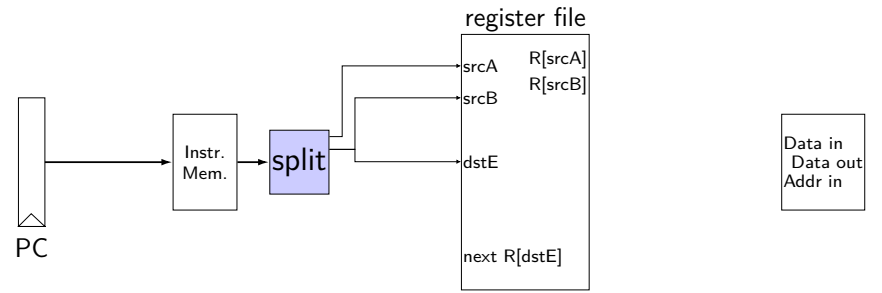 register file
srcA
R[srcA]
srcB
R[srcB]
dstE
next R[dstE]
PC
Instr.
Mem.
split
Data in
Data out
Addr in